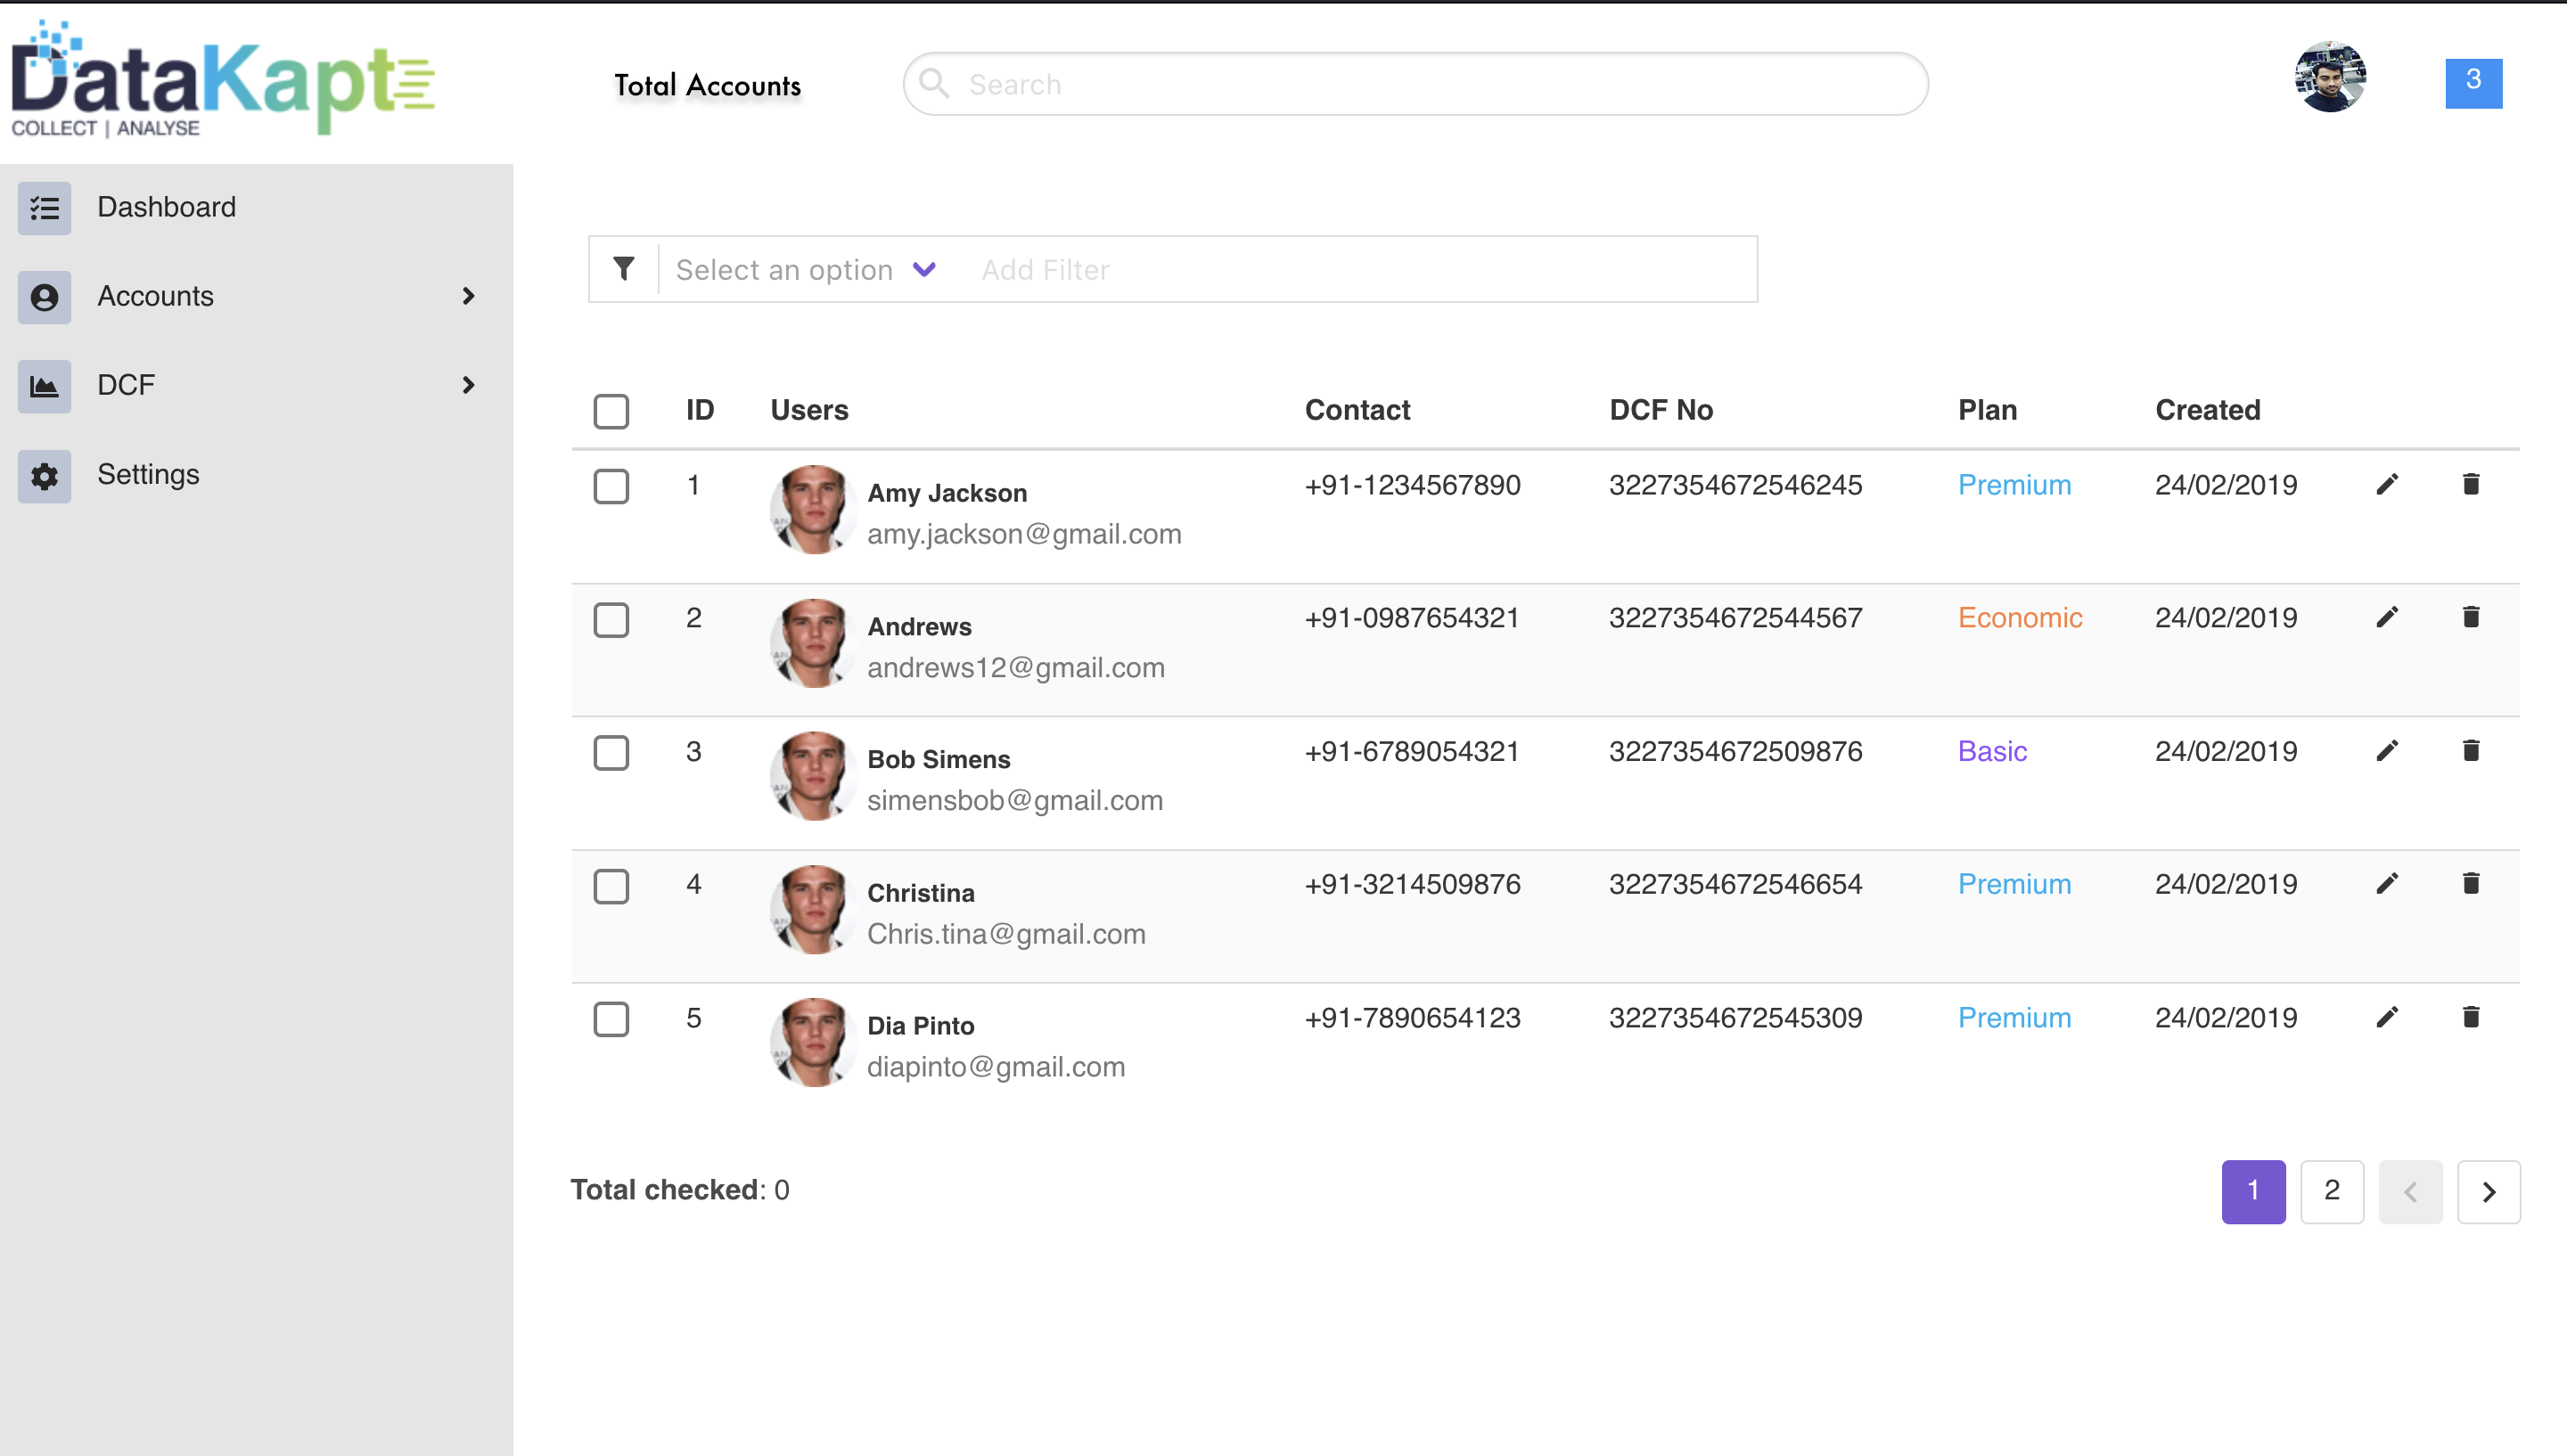 DataKapt
COLLECT | ANALYSE
Total Accounts
Search
3
Dashboard
Accounts
DCF
Settings
Select an option Add Filter
ID Users Contact DCF No Plan Created
1 Amy Jackson +91-1234567890 3227354672546245 Premium 24/02/2019
amy.jackson@gmail.com
2 Andrews +91-0987654321 3227354672544567 Economic 24/02/2019
andrews12@gmail.com
3 Bob Simens +91-6789054321 3227354672509876 Basic 24/02/2019
simensbob@gmail.com
4 Christina +91-3214509876 3227354672546654 Premium 24/02/2019
Chris.tina@gmail.com
5 Dia Pinto +91-7890654123 3227354672545309 Premium 24/02/2019
diapinto@gmail.com
Total checked: 0
1 2